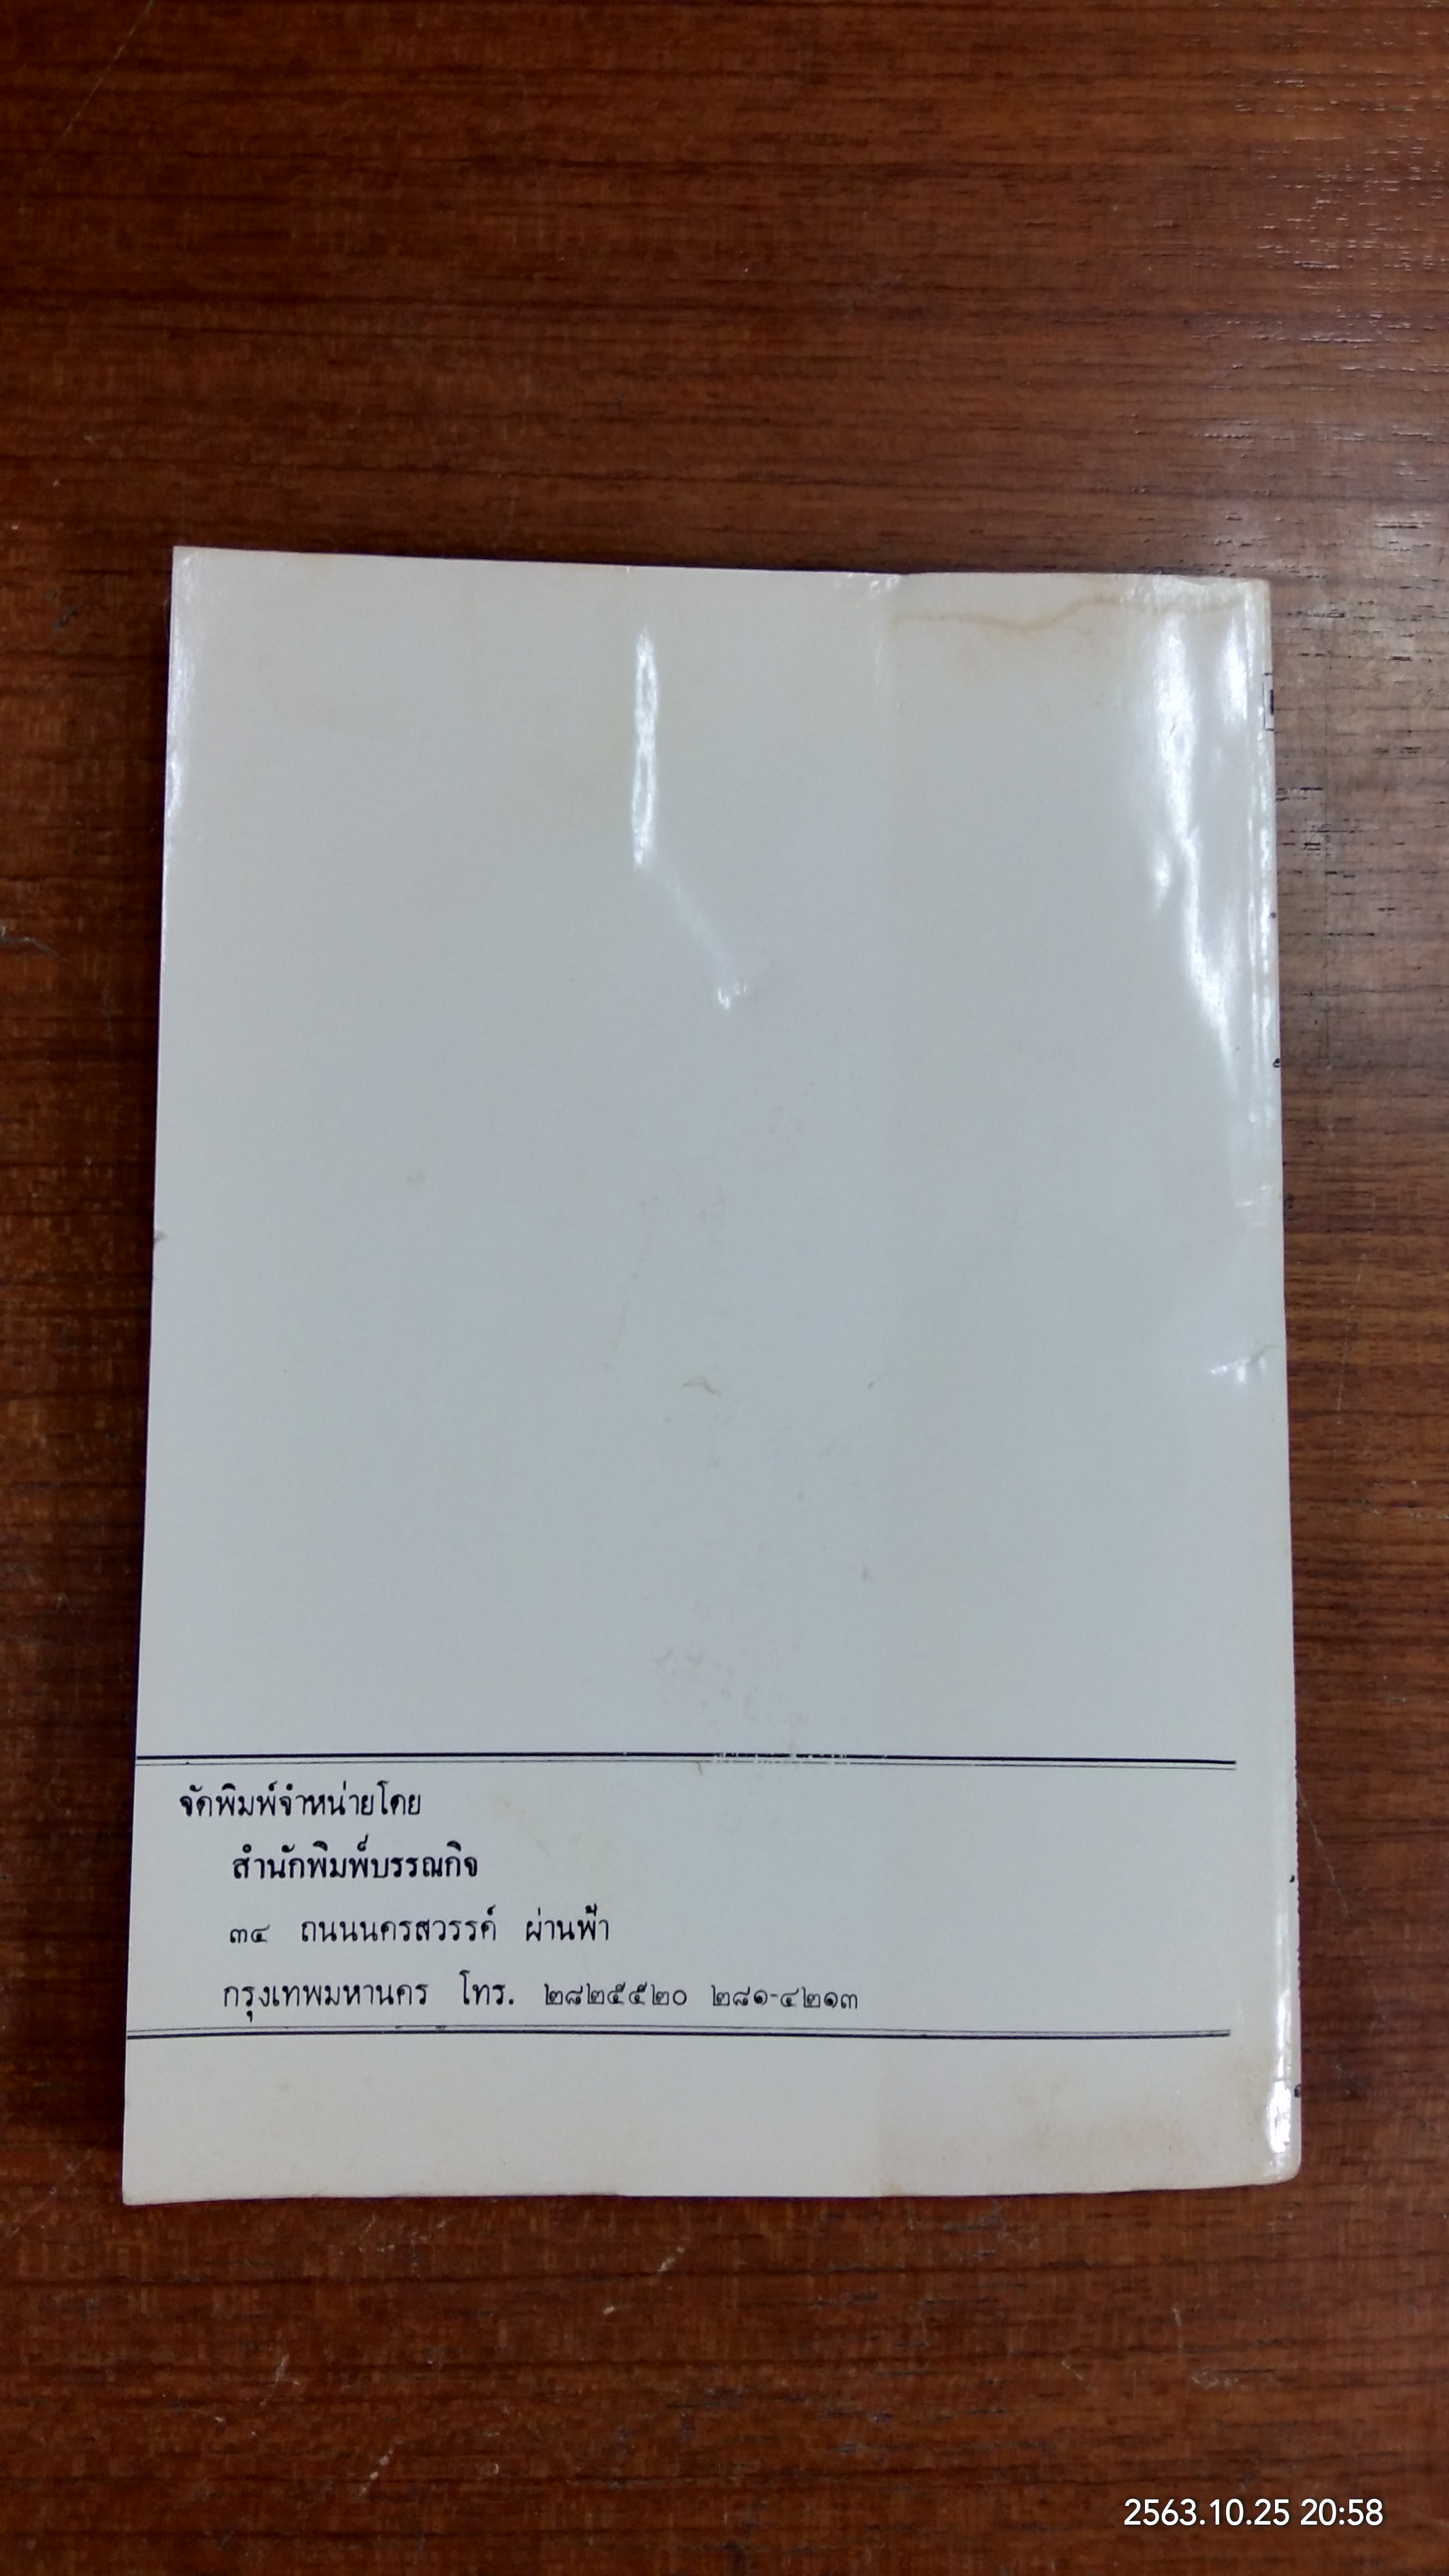 จัดพิมพ์จำหน่ายโดย
สำนักพิมพ์บรรณกิจ
๓๔ ถนนนครสวรรค์ ผ่านฟ้า
กรุงเทพมหานคร โทร. ๒๘๒๕๕๒๐ ๒๘๑-๔๒๑๓
2563.10.25 20:58